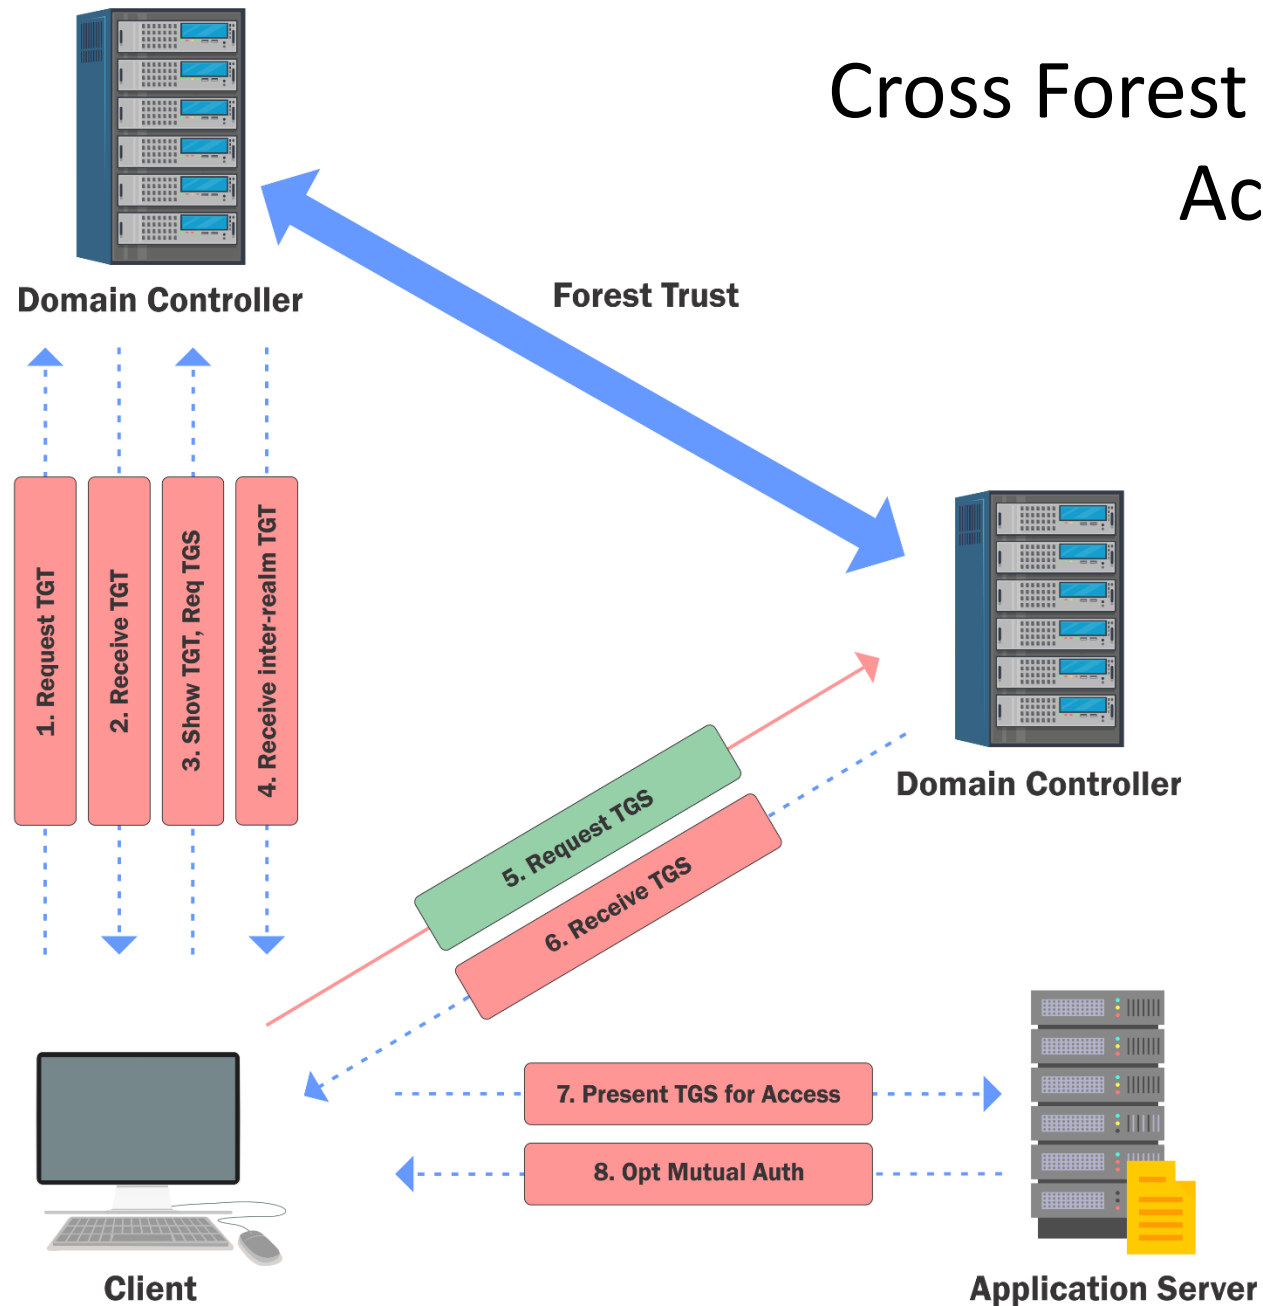 Cross Forest
Ac
Domain Controller
Forest Trust
1. Request TGT
2. Receive TGT
3. Show TGT, Req TGS
4. Receive inter-realm TGT
Domain Controller
5. Request TGS
6. Receive TGS
7. Present TGS for Access
8. Opt Mutual Auth
Client
Application Server